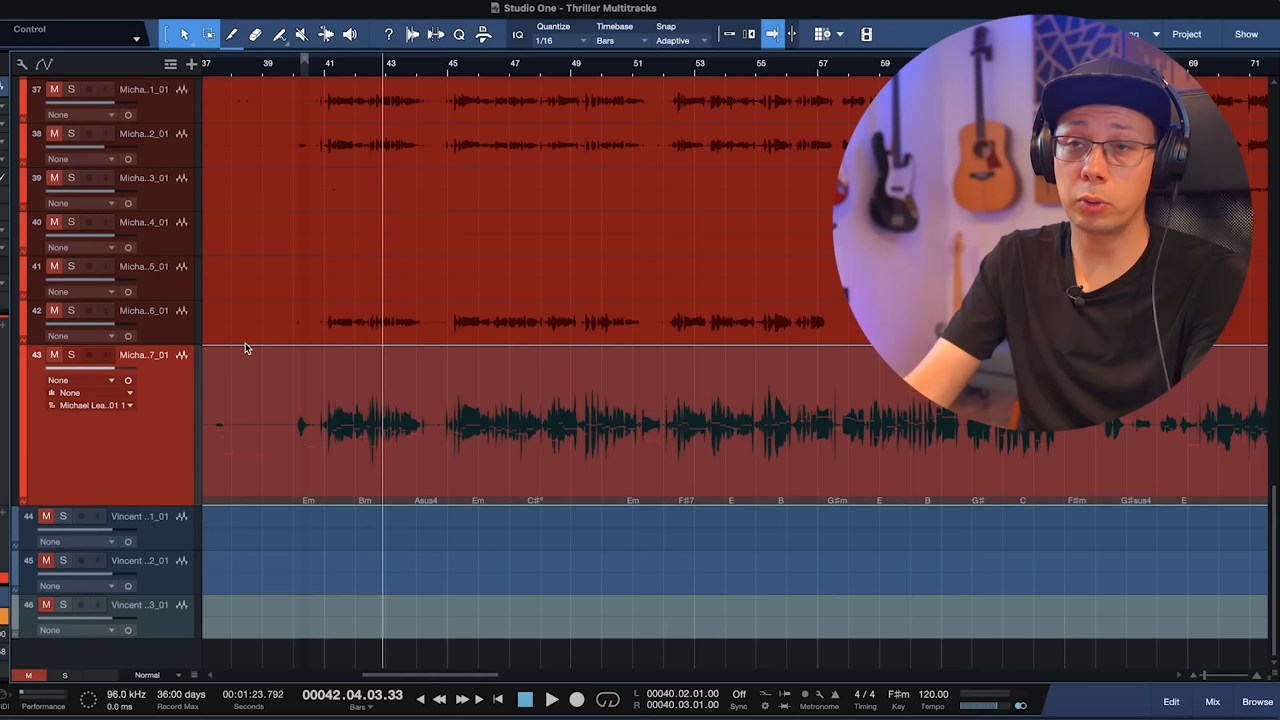 Studio One - Thriller Multitracks
Control
Quantize
1/16
Timebase
Bars
Snap
Adaptive
IQ
Project
Show
37 39 41 43 45 47 49 51 53 55 57 59 69 71
37 M S Micha..1_01
None
38 M S Micha..2_01
None
39 M S Micha..3_01
None
40 M S Micha..4_01
None
41 M S Micha..5_01
None
42 M S Micha..6_01
None
43 M S Micha..7_01
None
None
Michael Lea..01 1
Em Bm Asus4 Em C#° Em F#7 E B G#m E B G# C F#m G#sus4 E
44 M S Vincent ..1_01
None
45 M S Vincent ..2_01
None
46 M S Vincent ..3_01
None
M S Normal
Performance
96.0 kHz
0.0 ms
36:00 days
Record Max
00:01:23.792
Seconds
00042.04.03.33
Bars
L 00040.02.01.00
R 00040.03.01.00
Off
Sync
Metronome
4 / 4
Timing
F#m
Key
120.00
Tempo
Edit
Mix
Browse